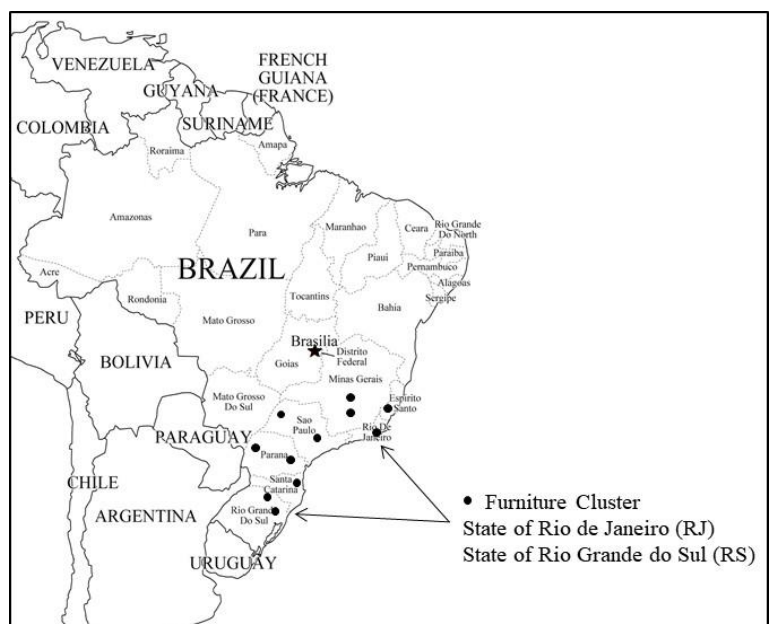 VENEZUELA
FRENCH
GUIANA
(FRANCE)
GUYANA
SURINAME
COLOMBIA
Roraima
Amapa
Amazonas
Para
Maranhao
Ceara
Rio Grande
Do North
Paraiba
Piaui
Pernambuco
Alagoas
Sergipe
BRAZIL
Acre
Rondonia
Tocantins
Bahia
Mato Grosso
PERU
Brasilia
Distrito
Federal
Goias
BOLIVIA
Minas Gerais
Mato Grosso
Do Sul
Espirito
Santo
Sao
Paulo
Rio De
Janeiro
PARAGUAY
Parana
Santa
Catarina
CHILE
Rio Grande
Do Sul
ARGENTINA
URUGUAY
• Furniture Cluster
State of Rio de Janeiro (RJ)
State of Rio Grande do Sul (RS)